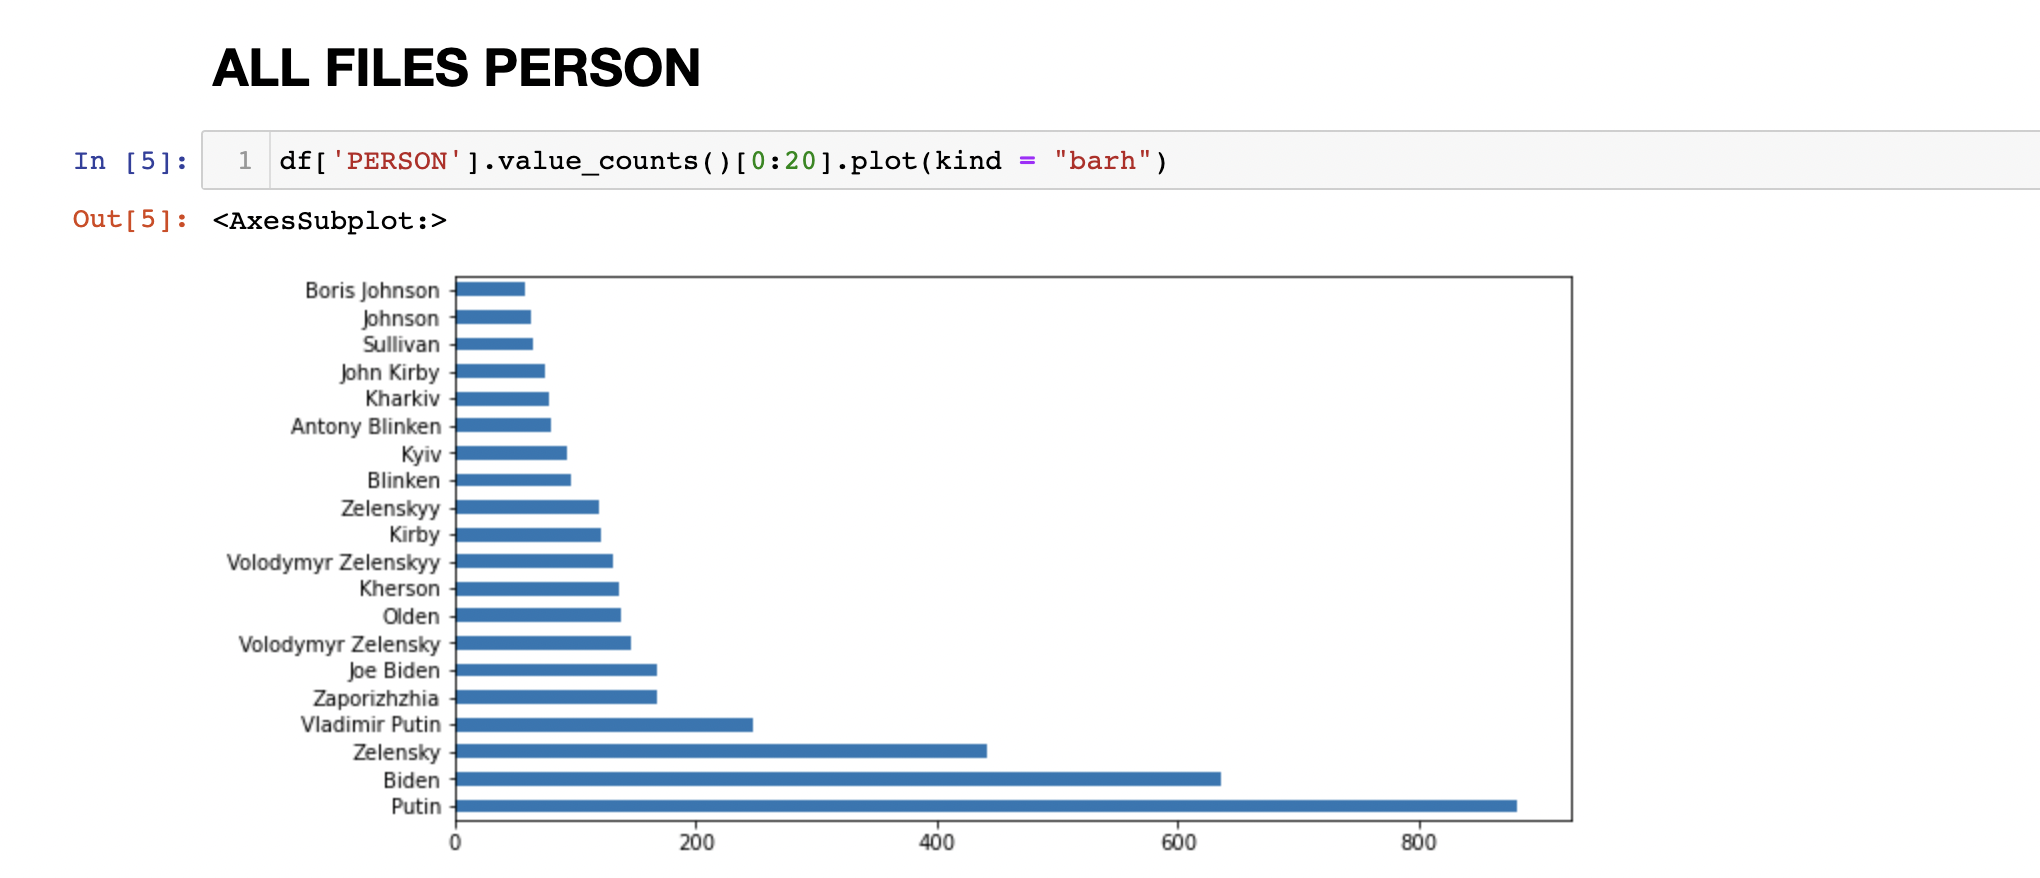 ALL FILES PERSON
In [5]: 1 df['PERSON'].value_counts()[0:20].plot(kind = "barh")
Out[5]: <AxesSubplot:>
Boris Johnson
Johnson
Sullivan
John Kirby
Kharkiv
Antony Blinken
Kyiv
Blinken
Zelenskyy
Kirby
Volodymyr Zelenskyy
Kherson
Olden
Volodymyr Zelensky
Joe Biden
Zaporizhzhia
Vladimir Putin
Zelensky
Biden
Putin
0 200 400 600 800